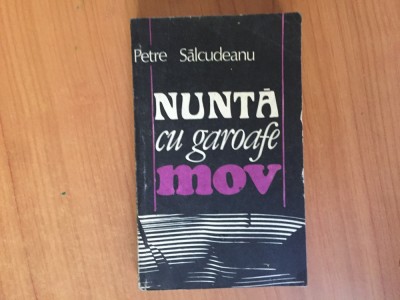 Petre Sălcudeanu
NUNTĂ
cu garoafe
mov